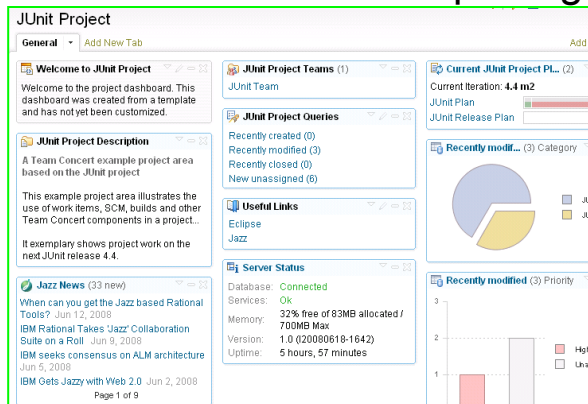 JUnit Project
General Add New Tab Add
Welcome to JUnit Project
Welcome to the project dashboard. This
dashboard was created from a template
and has not yet been customized.
JUnit Project Description
A Team Concert example project area
based on the JUnit project
This example project area illustrates the
use of work items, SCM, builds and other
Team Concert components in a project...
It exemplary shows project work on the
next JUnit release 4.4.
Jazz News (33 new)
When can you get the Jazz based Rational
Tools? Jun 12, 2008
IBM Rational Takes 'Jazz' Collaboration
Suite on a Roll Jun 9, 2008
IBM seeks consensus on ALM architecture
Jun 5, 2008
IBM Gets Jazzy with Web 2.0 Jun 2, 2008
Page 1 of 9
JUnit Project Teams (1)
JUnit Team
JUnit Project Queries
Recently created (0)
Recently modified (3)
Recently closed (0)
New unassigned (6)
Useful Links
Eclipse
Jazz
Server Status
Database: Connected
Services: Ok
Memory: 32% free of 83MB allocated /
700MB Max
Version: 1.0 (I20080618-1642)
Uptime: 5 hours, 57 minutes
Current JUnit Project Pl... (2)
Current Iteration: 4.4 m2
JUnit Plan
JUnit Release Plan
Recently modif... (3) Category
Recently modified (3) Priority
3
2
1